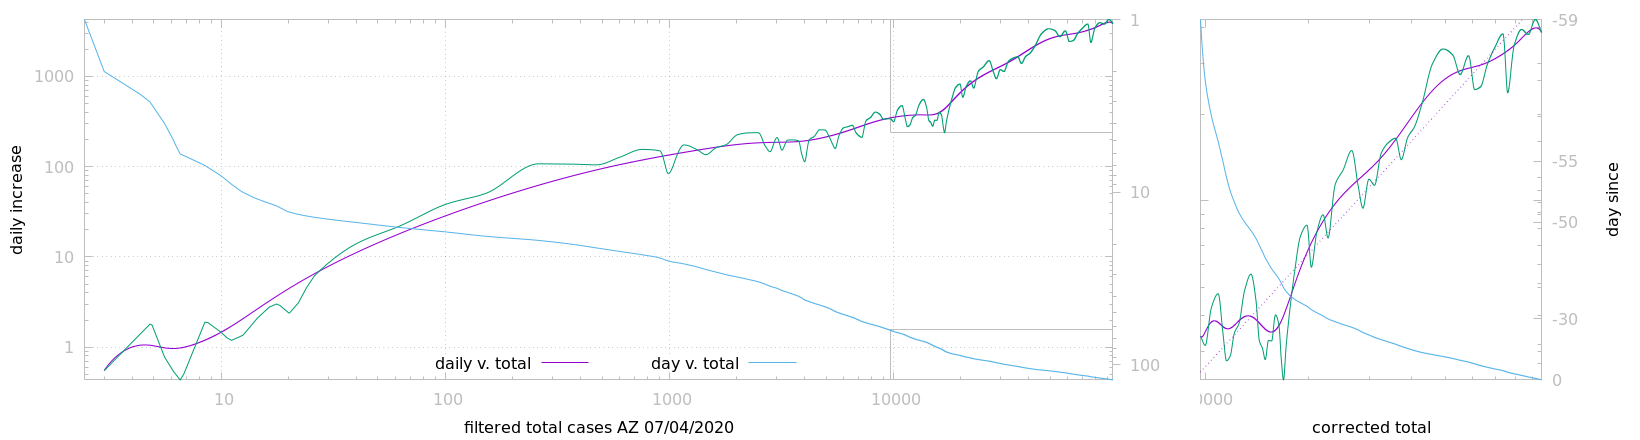 daily increase
1000
100
10
1
10
100
1000
10000
filtered total cases AZ 07/04/2020
daily v. total
day v. total
1
10
100
0000
corrected total
-59
-55
-50
-30
0
day since